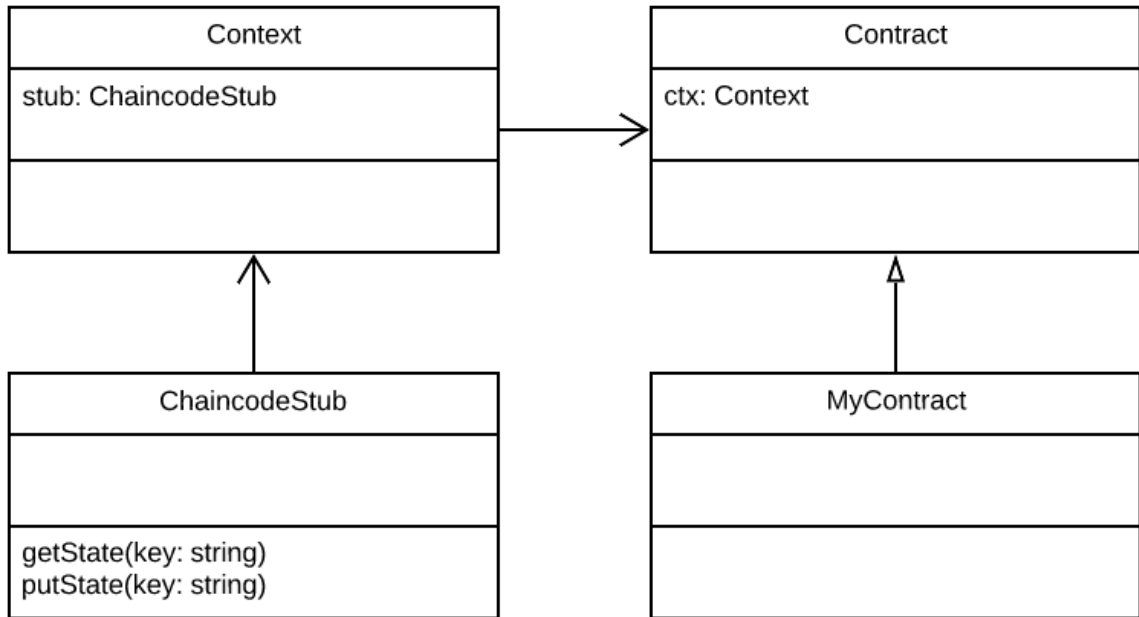 Context
stub: ChaincodeStub
Contract
ctx: Context
ChaincodeStub
getState(key: string)
putState(key: string)
MyContract